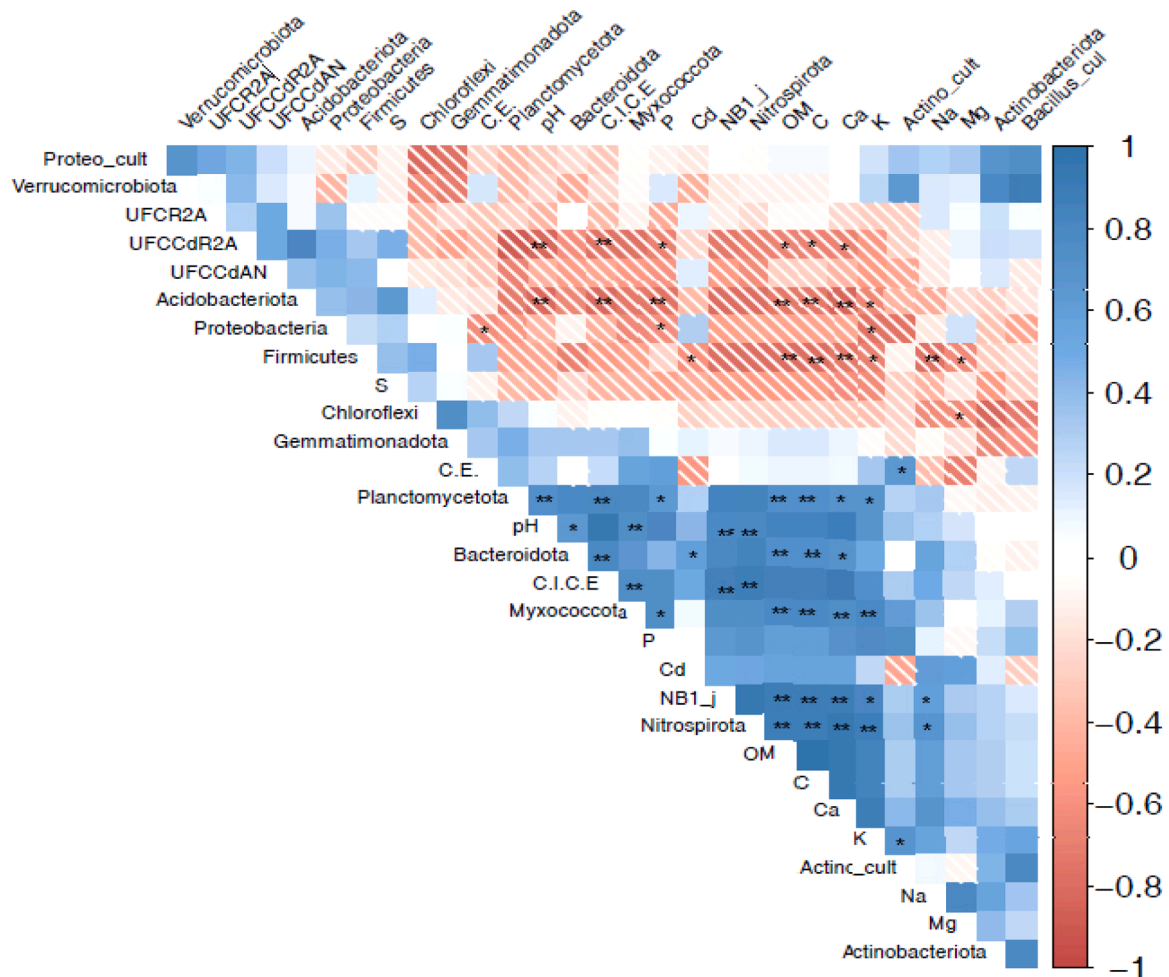 Verrucomicrobiota
UFCR2A
UFCCdR2A
UFCCdAN
Acidobacteriota
Proteobacteria
Firmicutes
S
Chloroflexi
Gemmatimonadota
C.E.
Planctomycetota
pH
Bacteroidota
C.I.C.E
Myxococcota
P
Cd
NB1_j
Nitrospirota
OM
C
Ca
K
Actino_cult
Na
Mg
Actinobacteriota
Bacillus_cul
Proteo_cult
Verrucomicrobiota
UFCR2A
UFCCdR2A
** ** * * * *
UFCCdAN
Acidobacteriota
** ** ** ** ** ** *
Proteobacteria
* * *
Firmicutes
* ** ** ** * ** *
S
Chloroflexi
*
Gemmatimonadota
C.E.
*
Planctomycetota
** ** * ** ** * *
pH
* ** ** **
Bacteroidota
** * ** ** *
C.I.C.E
** ** **
Myxococcota
* ** ** ** **
P
Cd
NB1_j
** ** ** * *
Nitrospirota
** ** ** ** *
OM
C
Ca
K
*
Actino_cult
Na
Mg
Actinobacteriota
1
0.8
0.6
0.4
0.2
0
−0.2
−0.4
−0.6
−0.8
−1